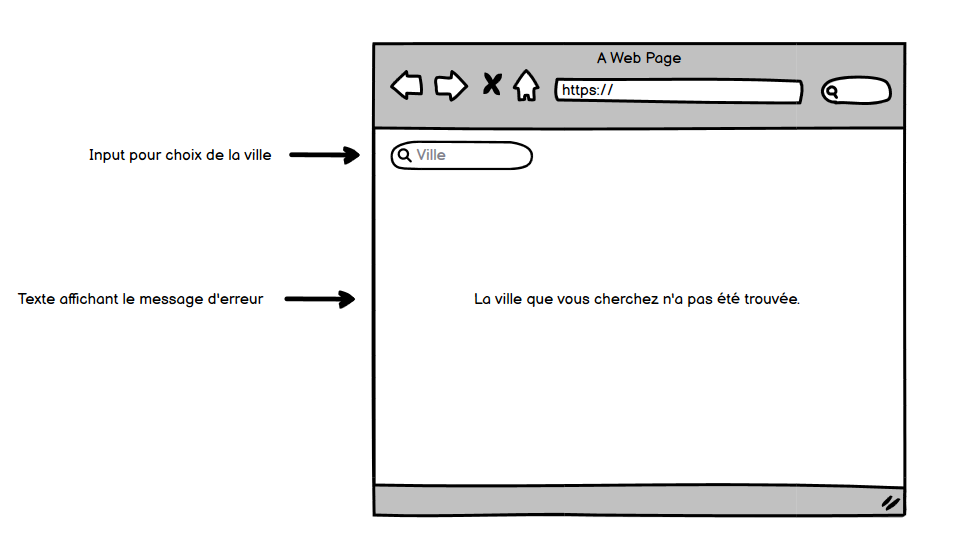 A Web Page
https://
Input pour choix de la ville
Ville
Texte affichant le message d'erreur
La ville que vous cherchez n'a pas été trouvée.